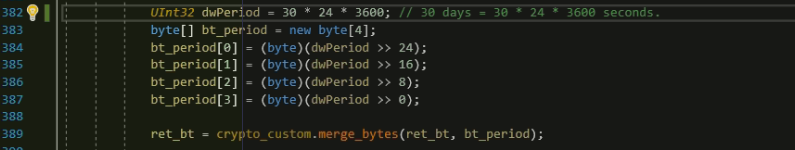 382 UInt32 dwPeriod = 30 * 24 * 3600; // 30 days = 30 * 24 * 3600 seconds.
383 byte[] bt_period = new byte[4];
384 bt_period[0] = (byte)(dwPeriod >> 24);
385 bt_period[1] = (byte)(dwPeriod >> 16);
386 bt_period[2] = (byte)(dwPeriod >> 8);
387 bt_period[3] = (byte)(dwPeriod >> 0);
388
389 ret_bt = crypto_custom.merge_bytes(ret_bt, bt_period);